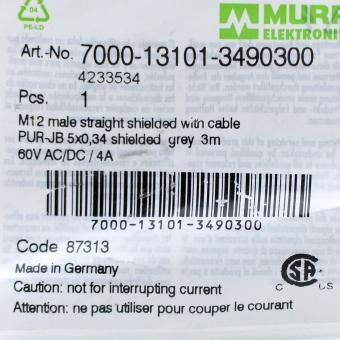 04
PE-LD
MURR
ELEKTRONIK
Art.-No. 7000-13101-3490300
4233534
Pcs. 1
M12 male straight shielded with cable
PUR-JB 5x0,34 shielded grey 3m
60V AC/DC / 4A
7000-13101-3490300
Code 87313
Made in Germany
Caution: not for interrupting current
Attention: ne pas utiliser pour couper le courant
C US